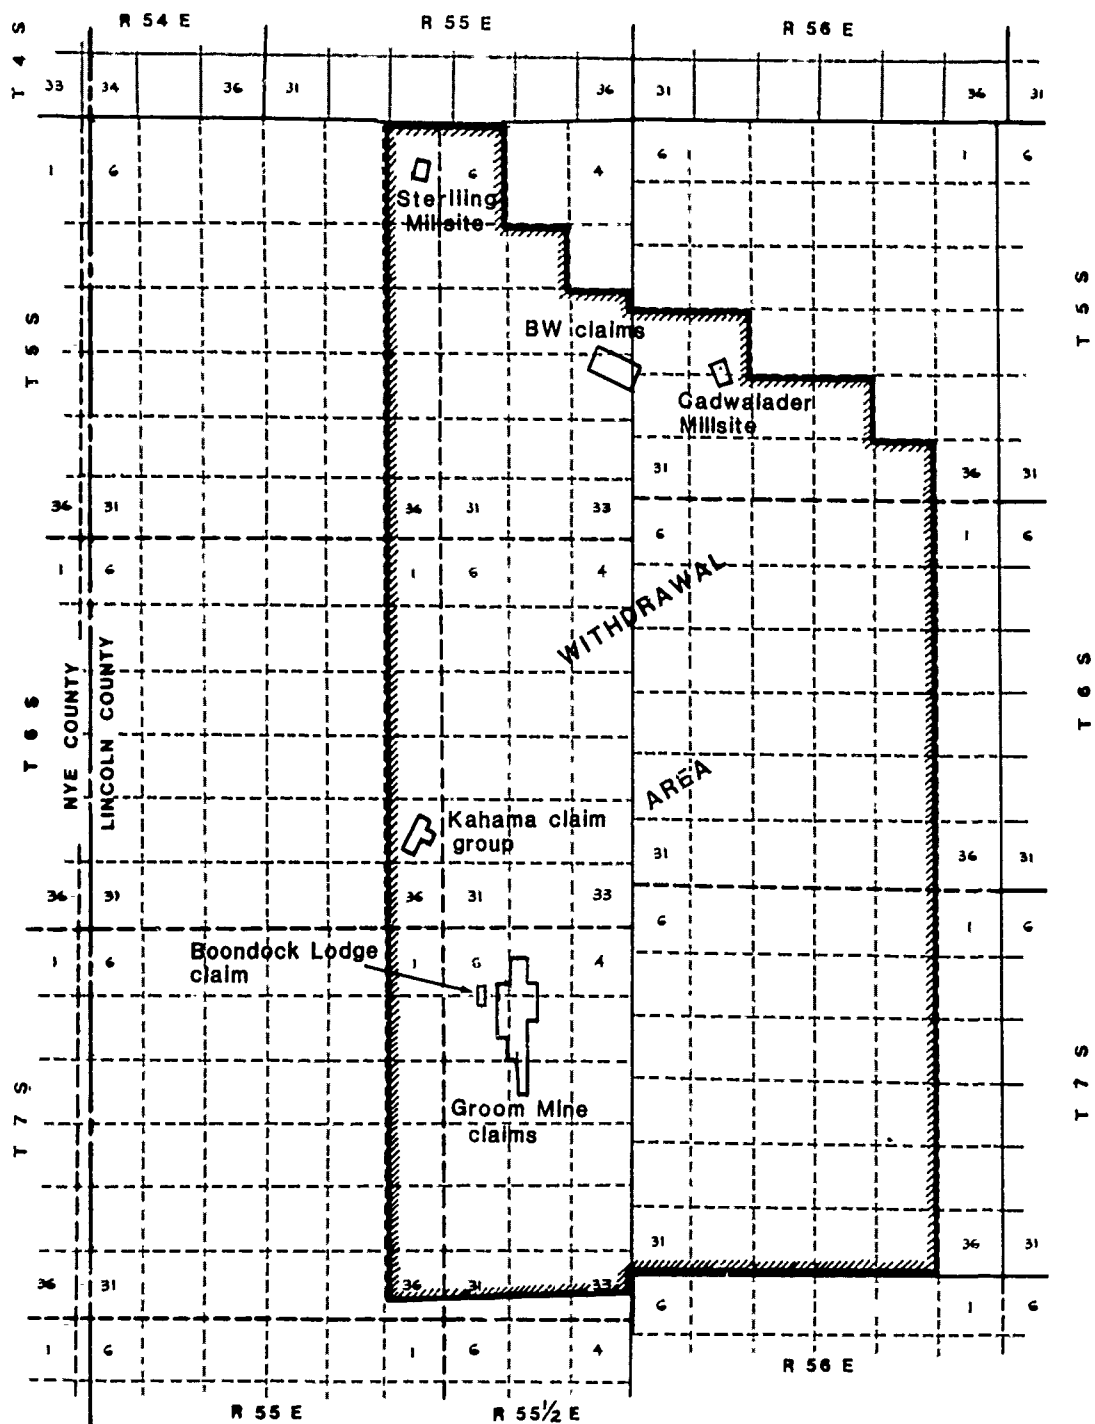 R 54 E R 55 E R 56 E
T 4 S
33 34 36 31 36 31 36 31
1 6 6 4 6 1 6
Sterlling
Millsite
T 5 S T 5 S
BW claims
Cadwalader
Millsite
31 36 31
36 31 36 31 33
6 1 6
1 6 1 6 4
WITHDRAWAL
T 6 S NYE COUNTY LINCOLN COUNTY T 6 S
AREA
Kahama claim
group
31 36 31
36 31 36 31 33
6 1 6
Boondock Lodge
claim
1 6 1 6 4
T 7 S T 7 S
Groom Mine
claims
31 36 31
36 31 36 31 33
6 1 6
1 6 1 6 4
R 56 E
R 55 E R 55½ E